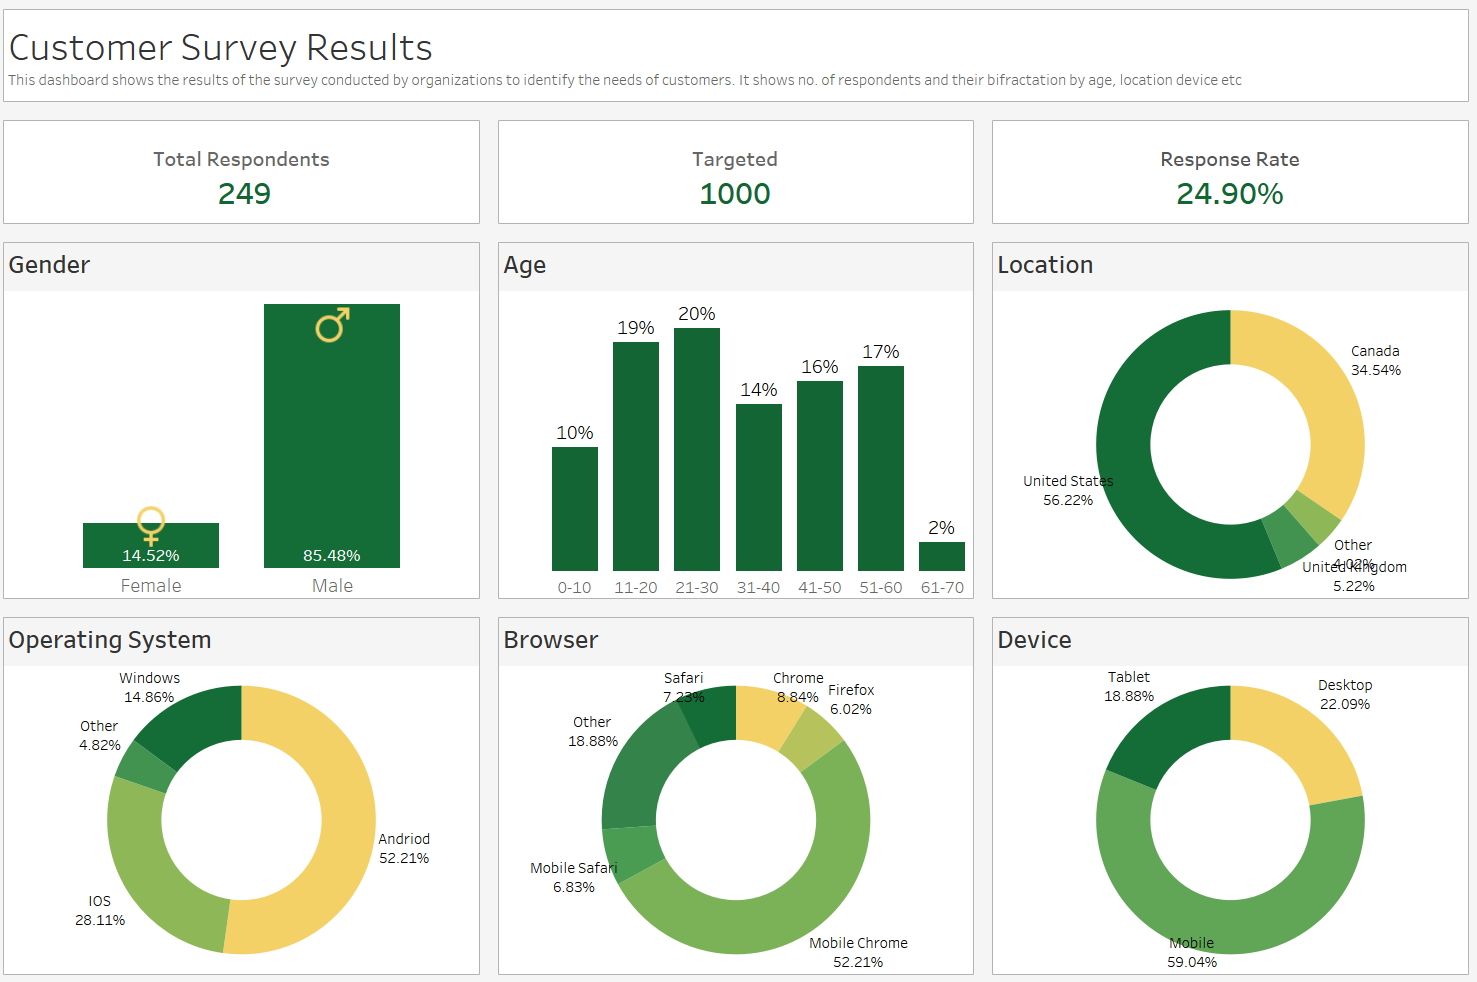 Customer Survey Results
This dashboard shows the results of the survey conducted by organizations to identify the needs of customers. It shows no. of respondents and their bifractation by age, location device etc
Total Respondents
249
Targeted
1000
Response Rate
24.90%
Gender
14.52%
85.48%
Female
Male
Age
10%
19%
20%
14%
16%
17%
2%
0-10
11-20
21-30
31-40
41-50
51-60
61-70
Location
Canada
34.54%
United States
56.22%
Other
4.02%
United Kingdom
5.22%
Operating System
Windows
14.86%
Other
4.82%
Andriod
52.21%
IOS
28.11%
Browser
Safari
7.23%
Chrome
8.84%
Firefox
6.02%
Other
18.88%
Mobile Safari
6.83%
Mobile Chrome
52.21%
Device
Tablet
18.88%
Desktop
22.09%
Mobile
59.04%